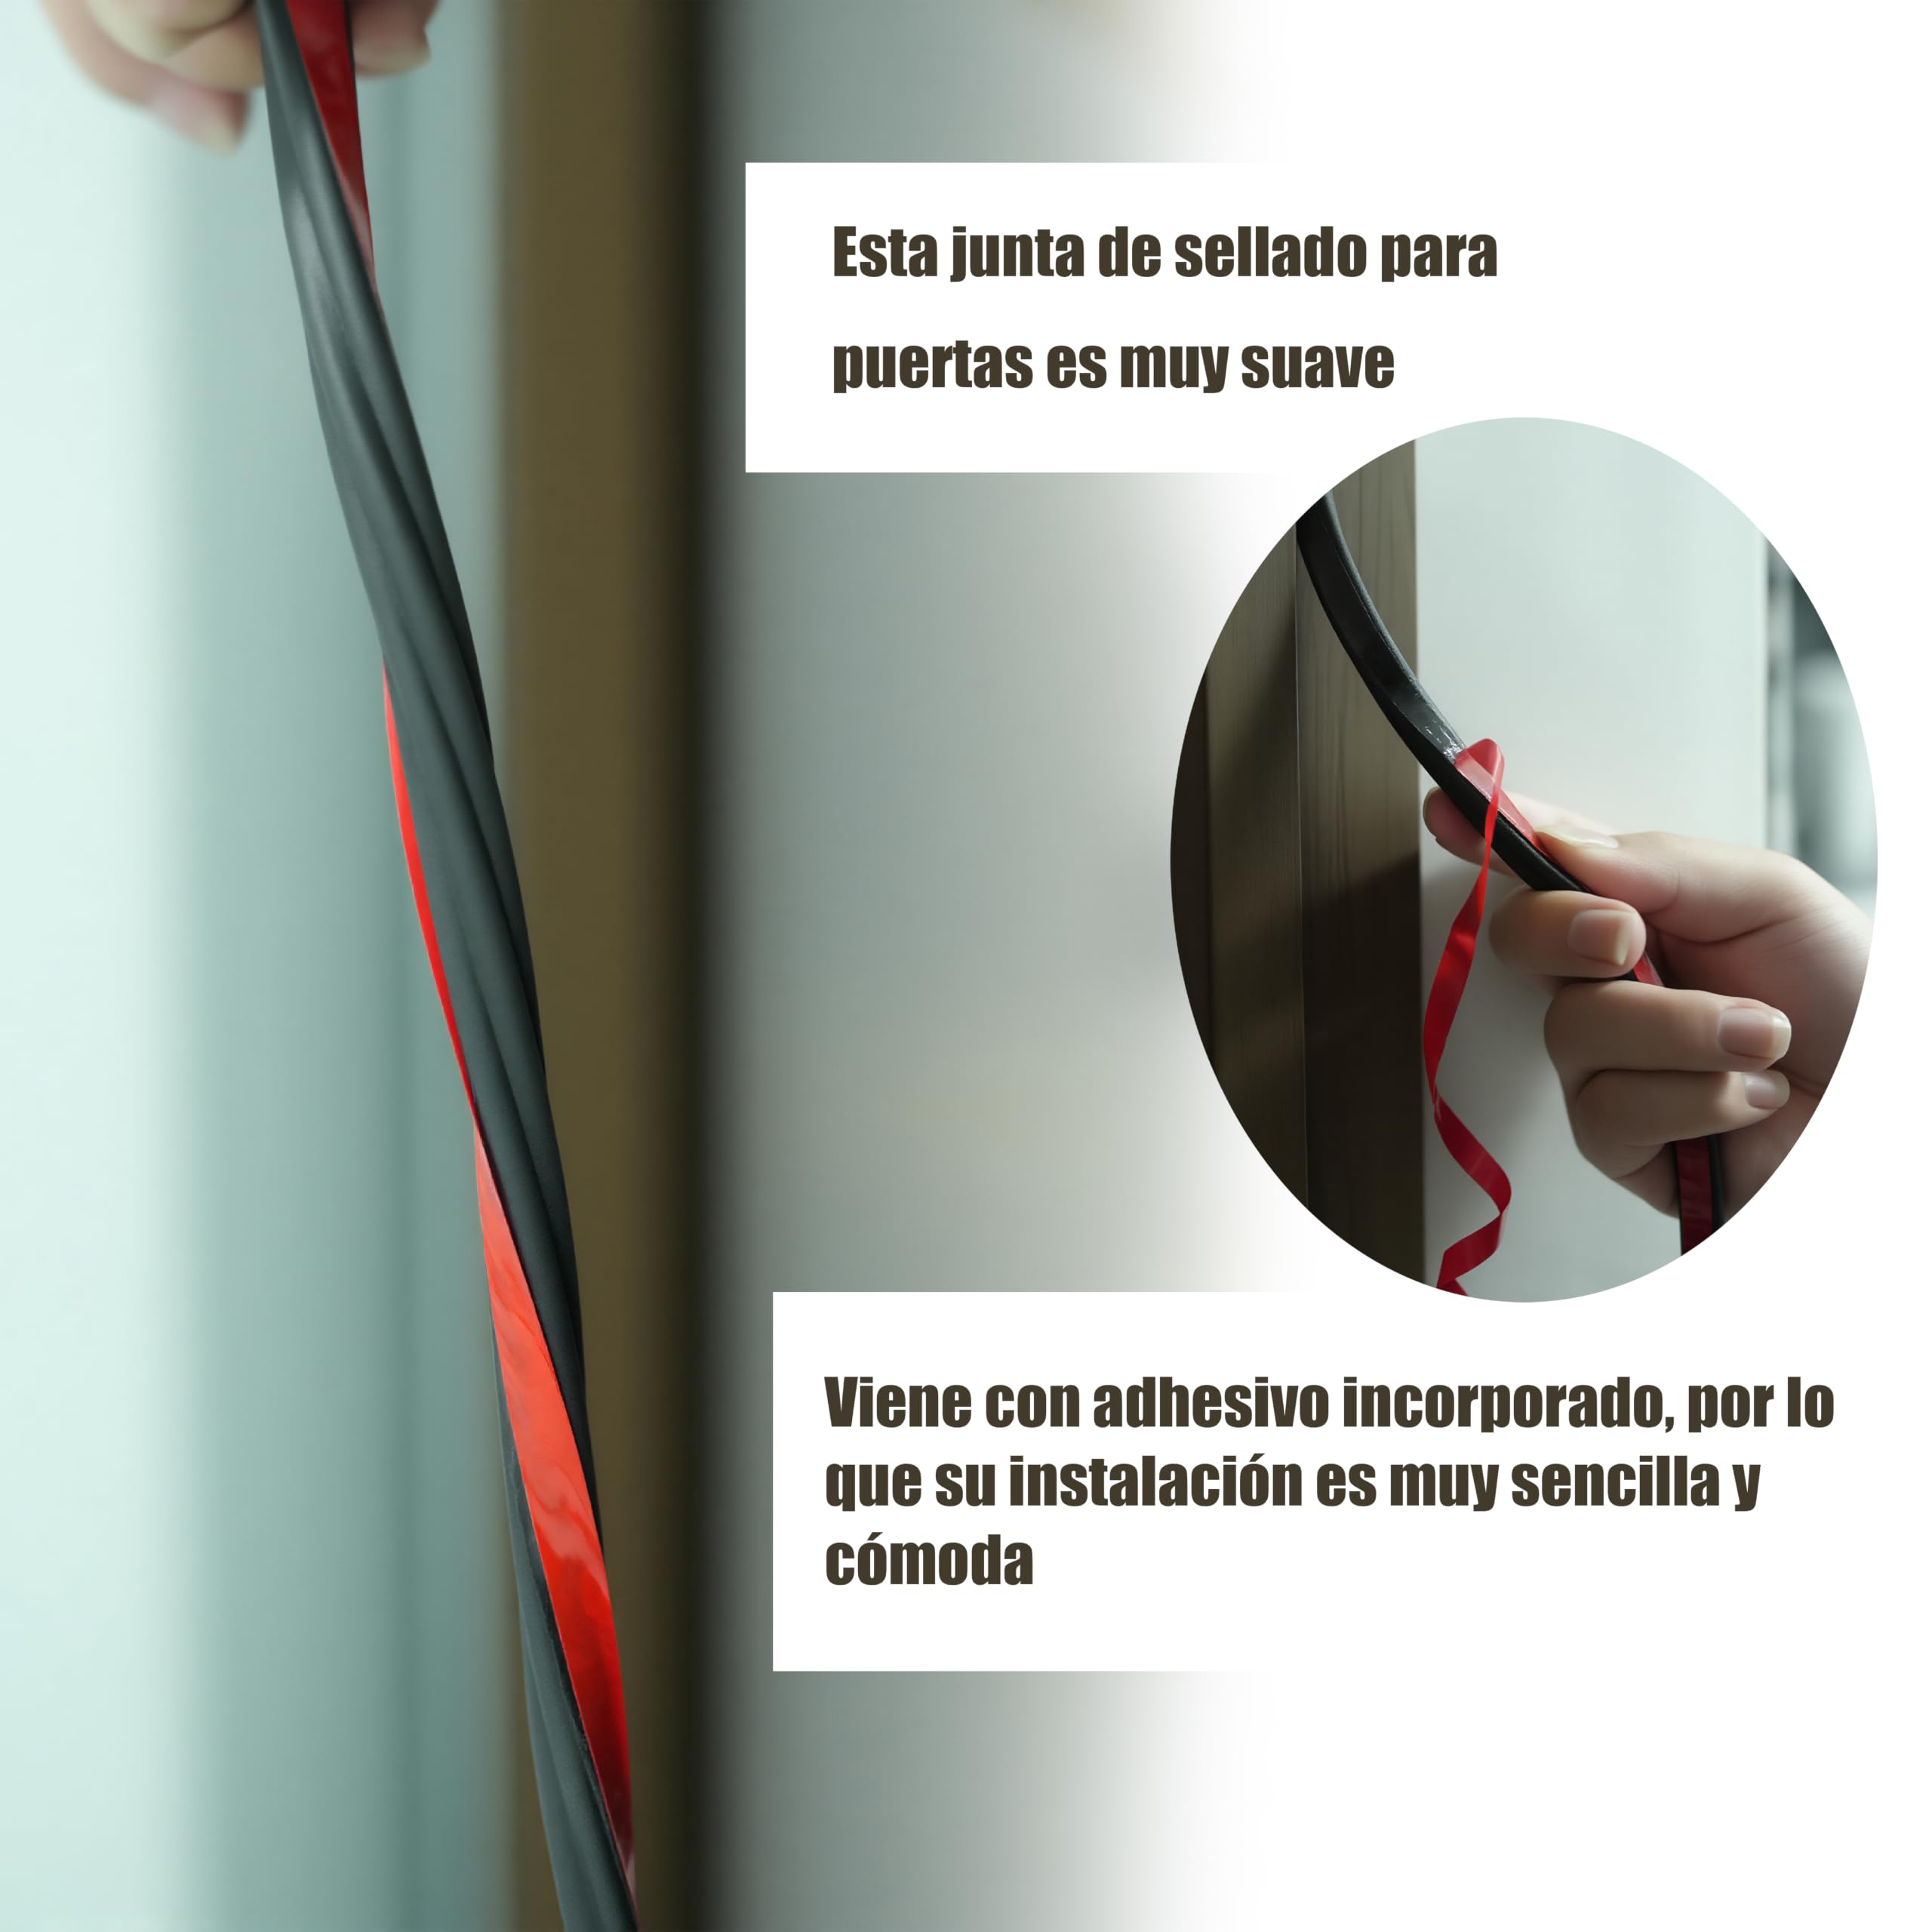 Esta junta de sellado para
puertas es muy suave
Viene con adhesivo incorporado, por lo
que su instalación es muy sencilla y
cómoda